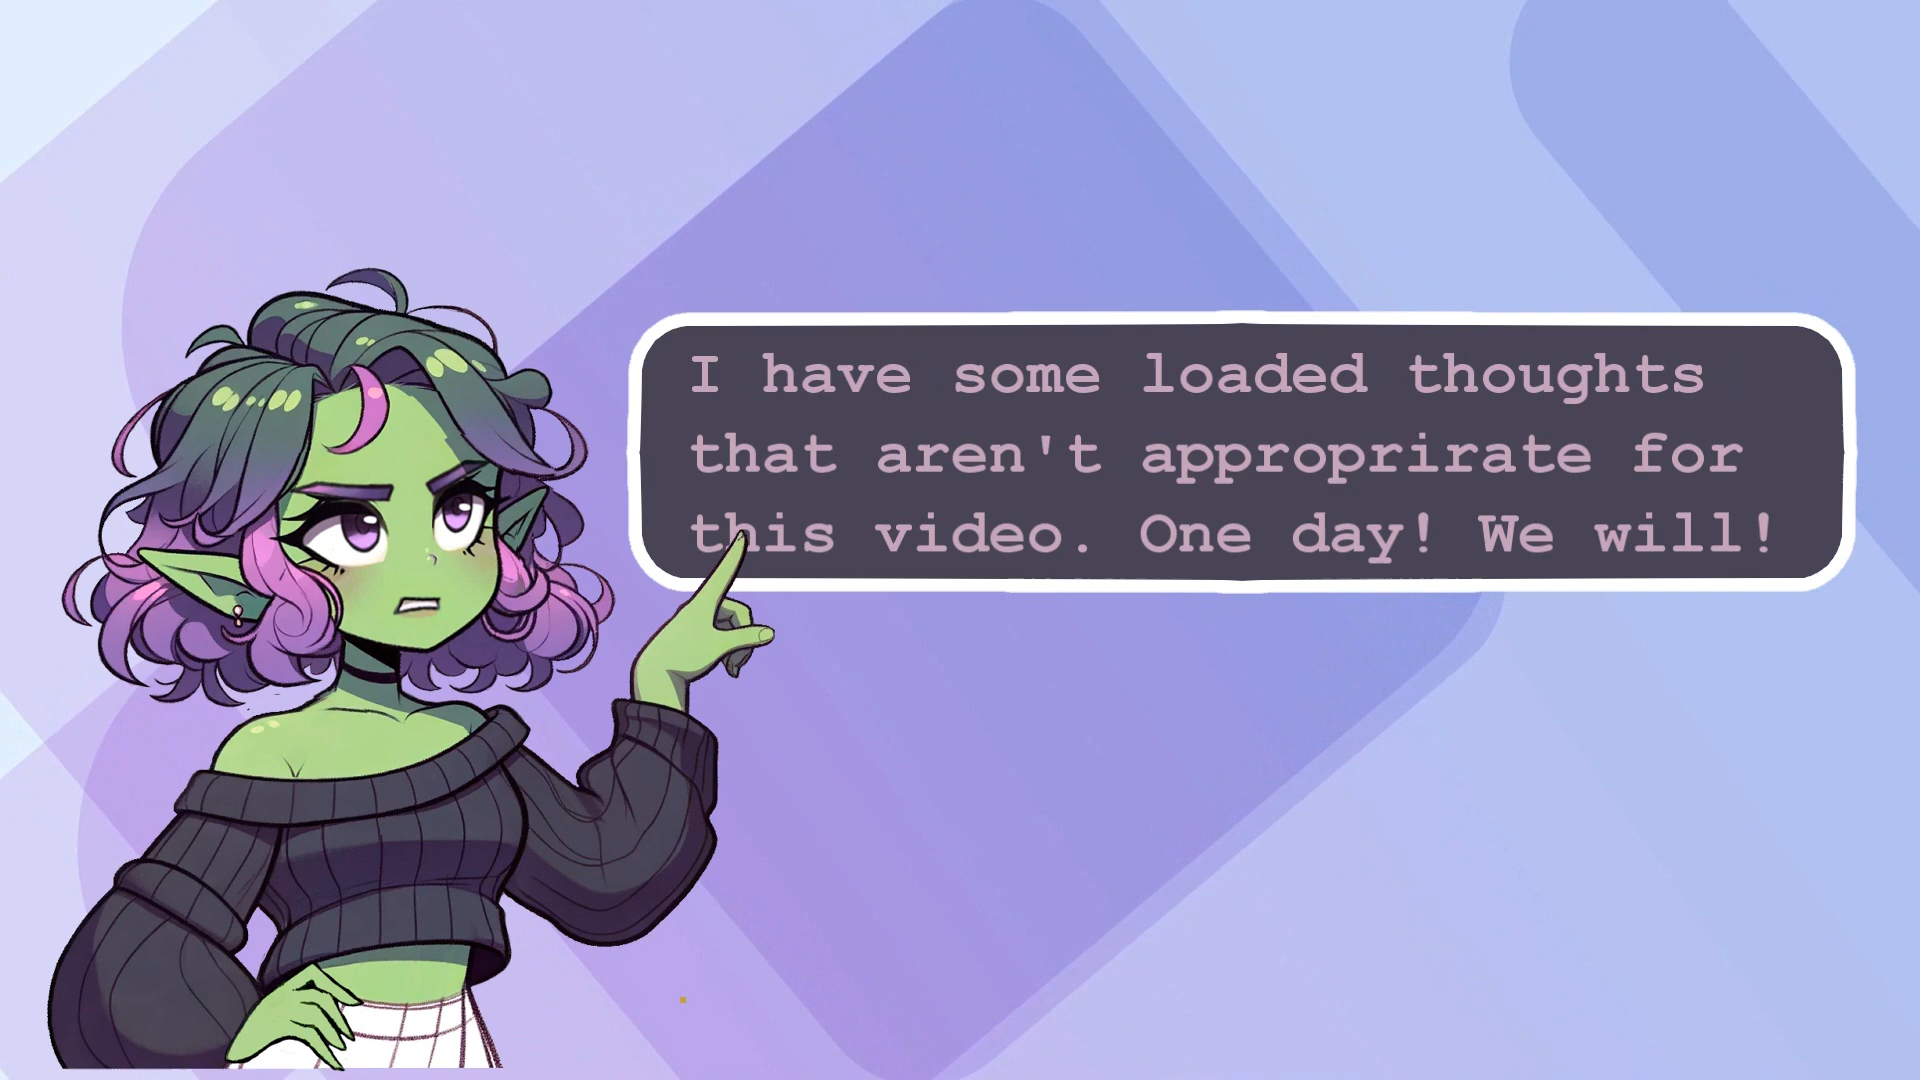 I have some loaded thoughts
that aren't approprirate for
this video. One day! We will!